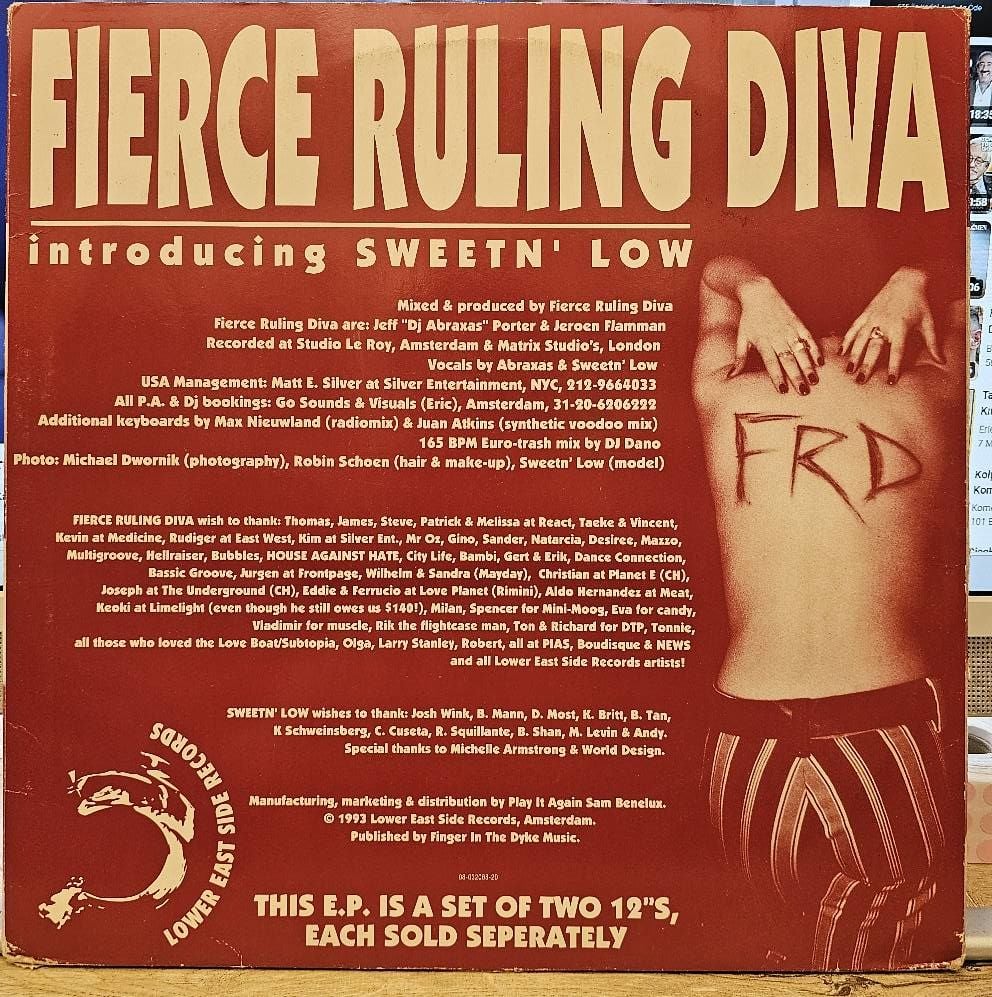 FIERCE RULING DIVA
introducing SWEETN' LOW
Mixed & produced by Fierce Ruling Diva
Fierce Ruling Diva are: Jeff "Dj Abraxas" Porter & Jeroen Flamman
Recorded at Studio Le Roy, Amsterdam & Matrix Studio's, London
Vocals by Abraxas & Sweetn' Low
USA Management: Matt E. Silver at Silver Entertainment, NYC, 212-9664033
All P.A. & Dj bookings: Go Sounds & Visuals (Eric), Amsterdam, 31-20-6206222
Additional keyboards by Max Nieuwland (radiomix) & Juan Atkins (synthetic voodoo mix)
165 BPM Euro-trash mix by DJ Dano
Photo: Michael Dwornik (photography), Robin Schoen (hair & make-up), Sweetn' Low (model)
FRD
FIERCE RULING DIVA wish to thank: Thomas, James, Steve, Patrick & Melissa at React, Taeke & Vincent,
Kevin at Medicine, Rudiger at East West, Kim at Silver Ent., Mr Oz, Gino, Sander, Natarcia, Desiree, Mazzo,
Multigroove, Hellraiser, Bubbles, HOUSE AGAINST HATE, City Life, Bambi, Gert & Erik, Dance Connection,
Bassic Groove, Jurgen at Frontpage, Wilhelm & Sandra (Mayday), Christian at Planet E (CH),
Joseph at The Underground (CH), Eddie & Ferrucio at Love Planet (Rimini), Aldo Hernandez at Meat,
Keoki at Limelight (even though he still owes us $140!), Milan, Spencer for Mini-Moog, Eva for candy,
Vladimir for muscle, Rik the flightcase man, Ton & Richard for DTP, Tonnie,
all those who loved the Love Boat/Subtopia, Olga, Larry Stanley, Robert, all at PIAS, Boudisque & NEWS
and all Lower East Side Records artists!
SWEETN' LOW wishes to thank: Josh Wink, B. Mann, D. Most, K. Britt, B. Tan,
K Schweinsberg, C. Cuseta, R. Squillante, B. Shan, M. Levin & Andy.
Special thanks to Michelle Armstrong & World Design.
LOWER EAST SIDE RECORDS
Manufacturing, marketing & distribution by Play It Again Sam Benelux.
© 1993 Lower East Side Records, Amsterdam.
Published by Finger In The Dyke Music.
THIS E.P. IS A SET OF TWO 12"S,
EACH SOLD SEPERATELY